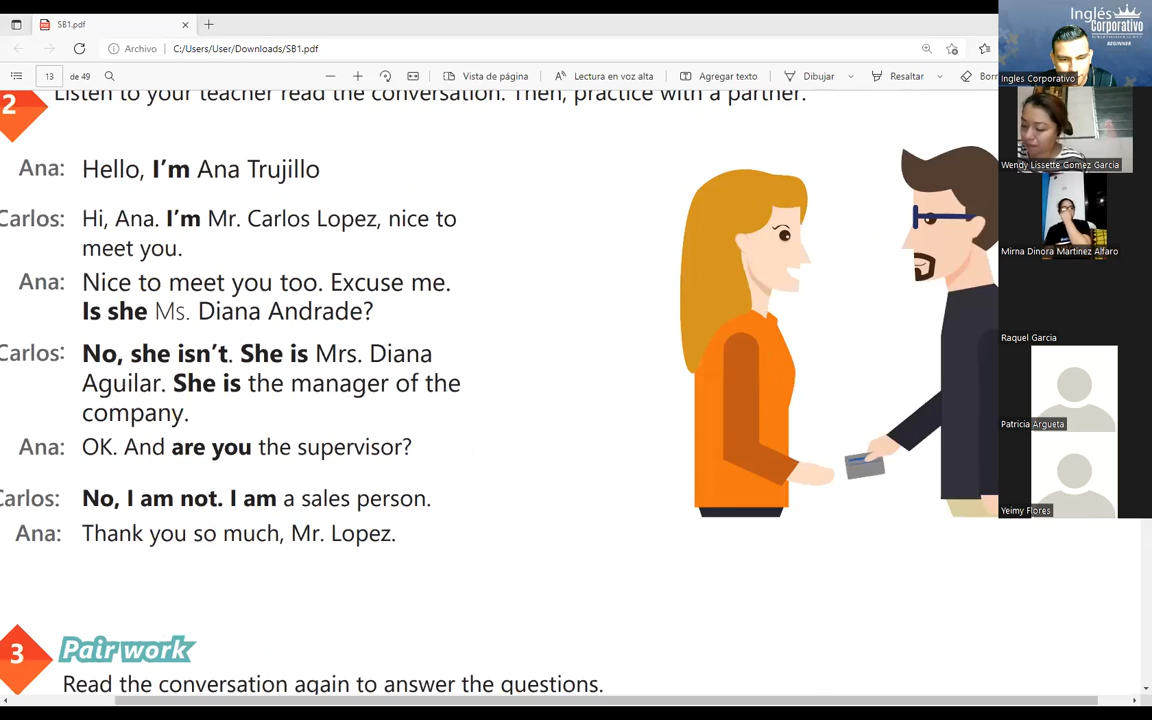 SB1.pdf
Archivo
C:/Users/User/Downloads/SB1.pdf
13
de 49
Vista de página
Lectura en voz alta
Agregar texto
Dibujar
Resaltar
Borr
2
Listen to your teacher read the conversation. Then, practice with a partner.
Ana: Hello, I'm Ana Trujillo
Carlos: Hi, Ana. I'm Mr. Carlos Lopez, nice to
meet you.
Ana: Nice to meet you too. Excuse me.
Is she Ms. Diana Andrade?
Carlos: No, she isn't. She is Mrs. Diana
Aguilar. She is the manager of the
company.
Ana: OK. And are you the supervisor?
Carlos: No, I am not. I am a sales person.
Ana: Thank you so much, Mr. Lopez.
3 Pair work
Read the conversation again to answer the questions.
Inglés
Corporativo
BEGINNER
Ingles Corporativo
Wendy Lissette Gomez Garcia
Mirna Dinora Martinez Alfaro
Raquel Garcia
Patricia Argueta
Yeimy Flores